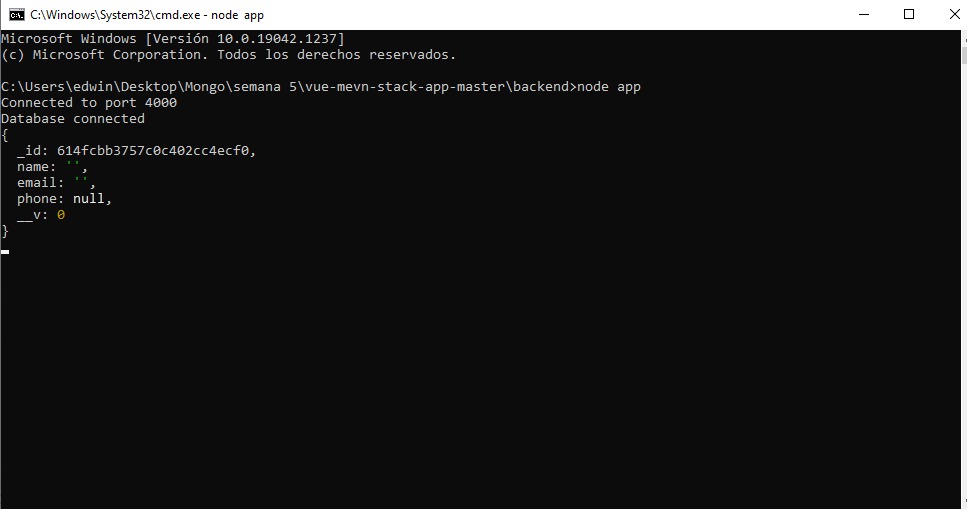 C:\Windows\System32\cmd.exe - node app
Microsoft Windows [Versión 10.0.19042.1237]
(c) Microsoft Corporation. Todos los derechos reservados.
C:\Users\edwin\Desktop\Mongo\semana 5\vue-mevn-stack-app-master\backend>node app
Connected to port 4000
Database connected
{
  _id: 614fcbb3757c0c402cc4ecf0,
  name: '',
  email: '',
  phone: null,
  __v: 0
}